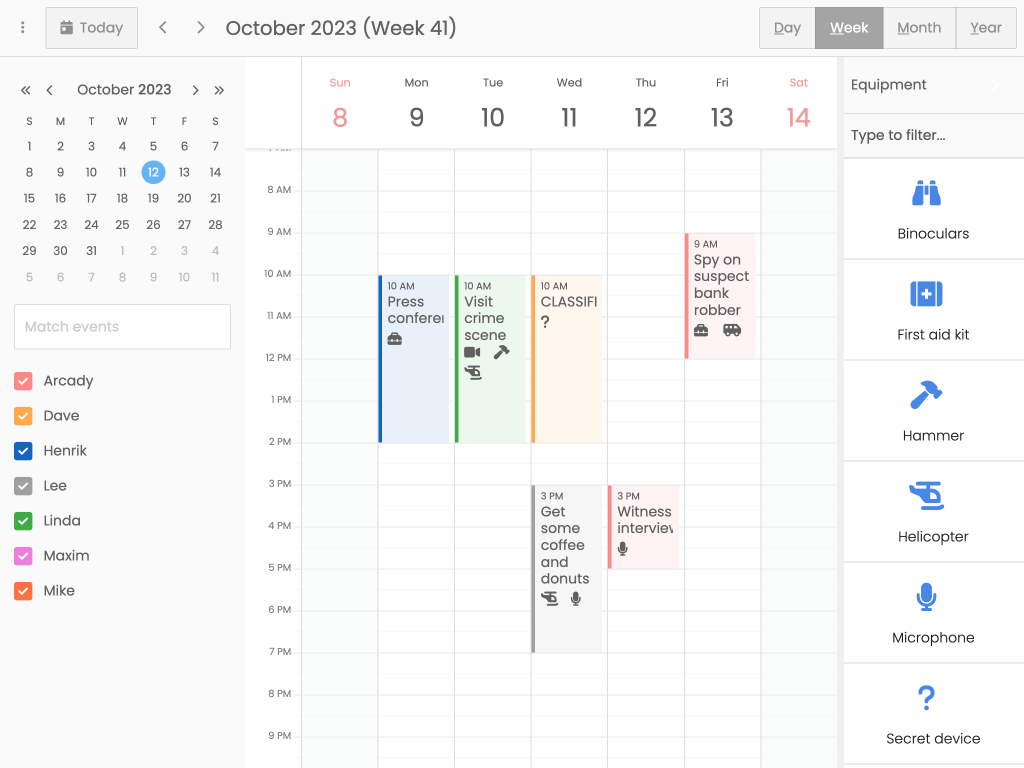 Today
October 2023 (Week 41)
Day
Week
Month
Year
October 2023
S M T W T F S
1 2 3 4 5 6 7
8 9 10 11 12 13 14
15 16 17 18 19 20 21
22 23 24 25 26 27 28
29 30 31 1 2 3 4
5 6 7 8 9 10 11
Match events
Arcady
Dave
Henrik
Lee
Linda
Maxim
Mike
Sun Mon Tue Wed Thu Fri Sat
8 9 10 11 12 13 14
8 AM
9 AM
10 AM
11 AM
12 PM
1 PM
2 PM
3 PM
4 PM
5 PM
6 PM
7 PM
8 PM
9 PM
10 AM
Press
conferen
10 AM
Visit
crime
scene
10 AM
CLASSIFI
?
3 PM
Get
some
coffee
and
donuts
3 PM
Witness
interview
9 AM
Spy on
suspect
bank
robber
Equipment
Type to filter...
Binoculars
First aid kit
Hammer
Helicopter
Microphone
?
Secret device